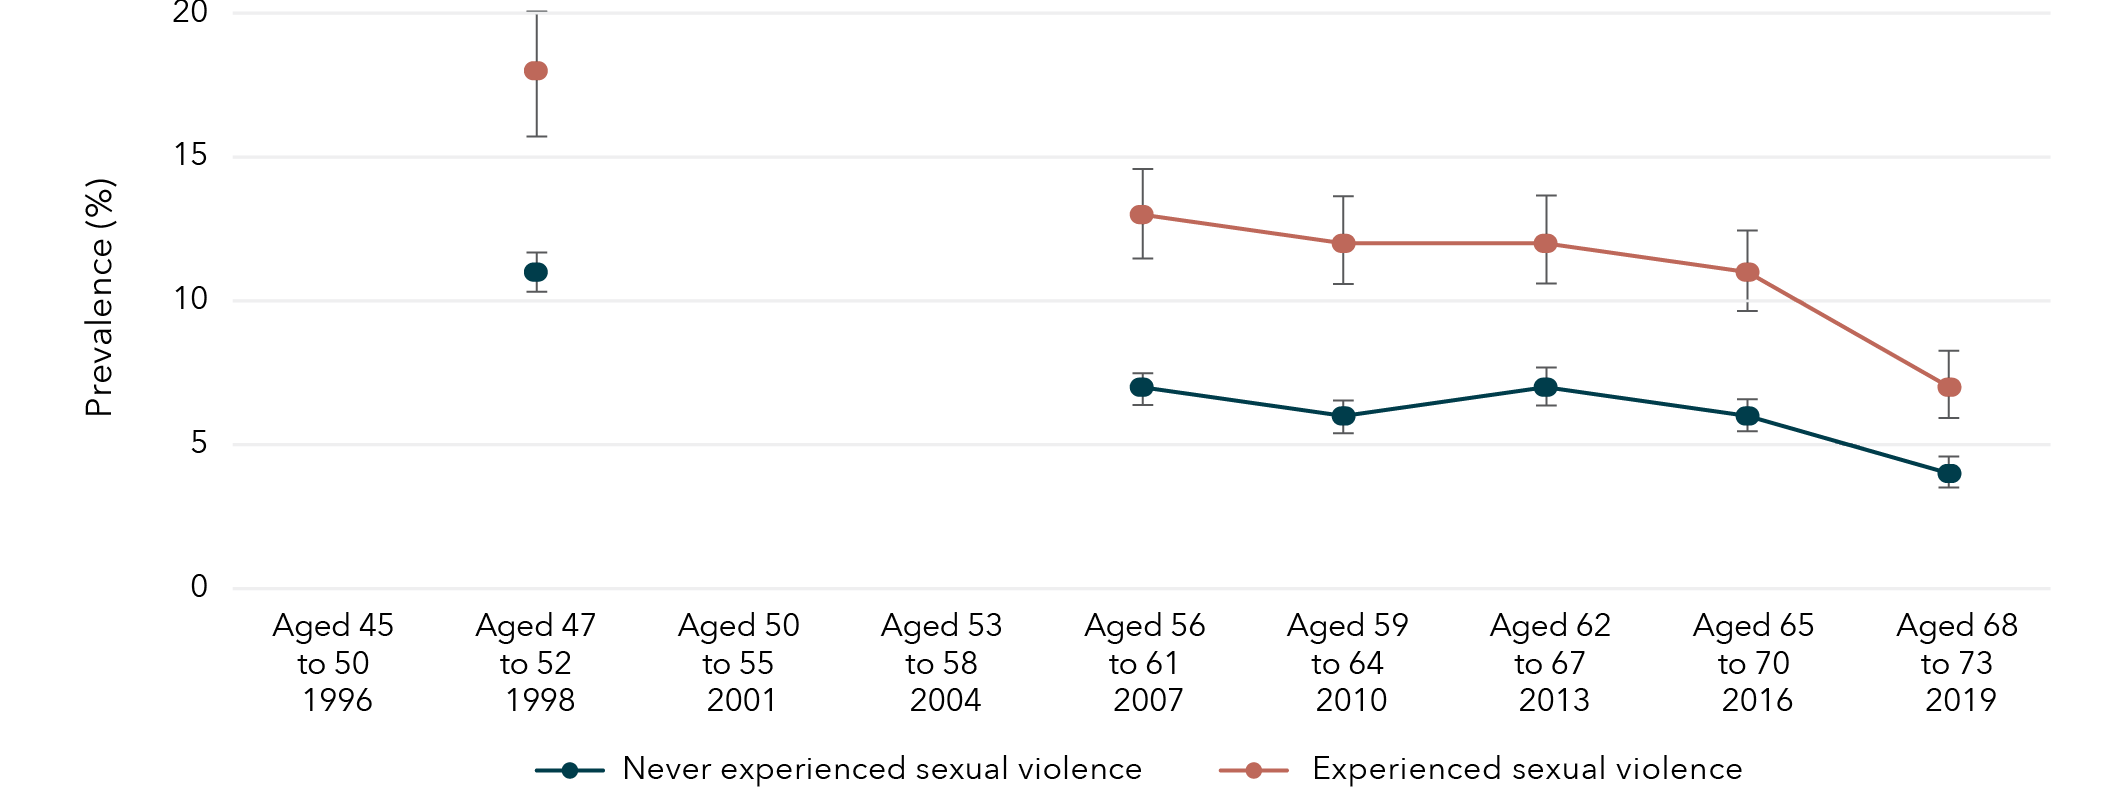 20
15
10
5
0
Prevalence (%)
Aged 45 Aged 47 Aged 50 Aged 53 Aged 56 Aged 59 Aged 62 Aged 65 Aged 68
to 50 to 52 to 55 to 58 to 61 to 64 to 67 to 70 to 73
1996 1998 2001 2004 2007 2010 2013 2016 2019
Never experienced sexual violence Experienced sexual violence